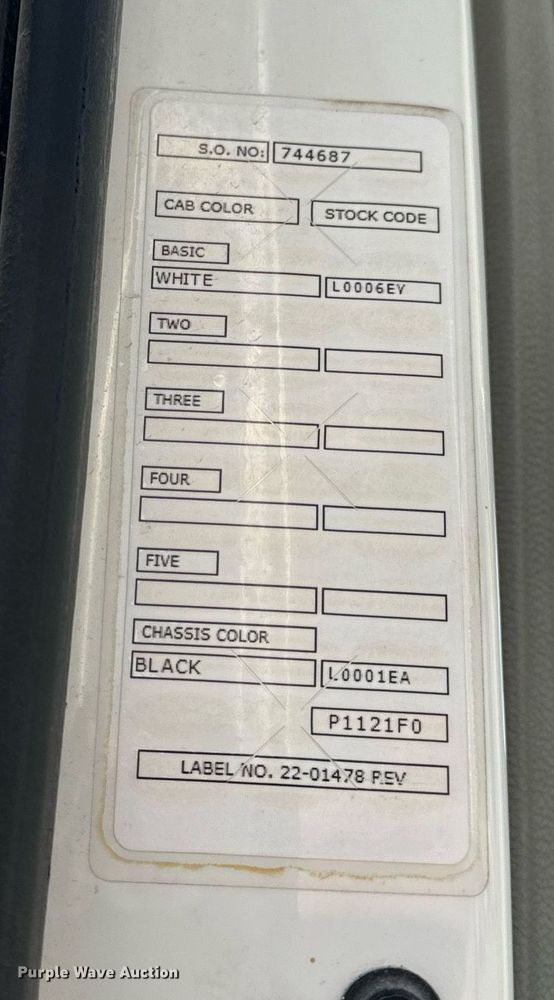 S.O. NO: 744687
CAB COLOR STOCK CODE
BASIC
WHITE L0006EY
TWO
THREE
FOUR
FIVE
CHASSIS COLOR
BLACK L0001EA
P1121F0
LABEL NO. 22-01478 REV
Purple Wave Auction